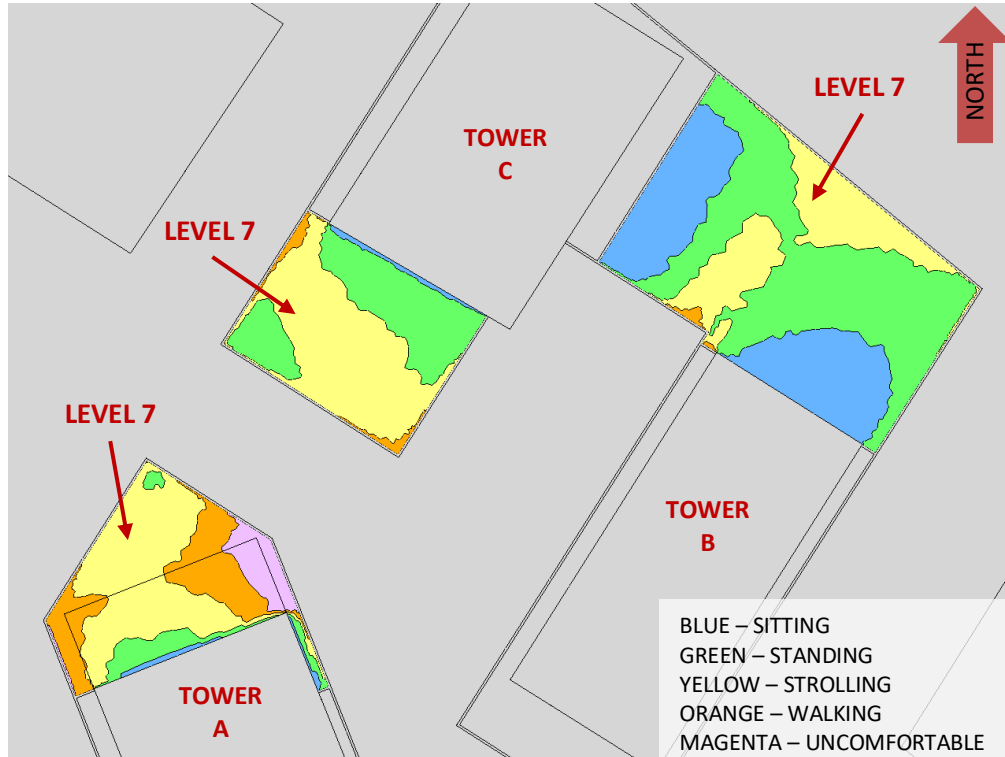 NORTH
LEVEL 7
TOWER
C
LEVEL 7
LEVEL 7
TOWER
B
TOWER
A
BLUE – SITTING
GREEN – STANDING
YELLOW – STROLLING
ORANGE – WALKING
MAGENTA – UNCOMFORTABLE